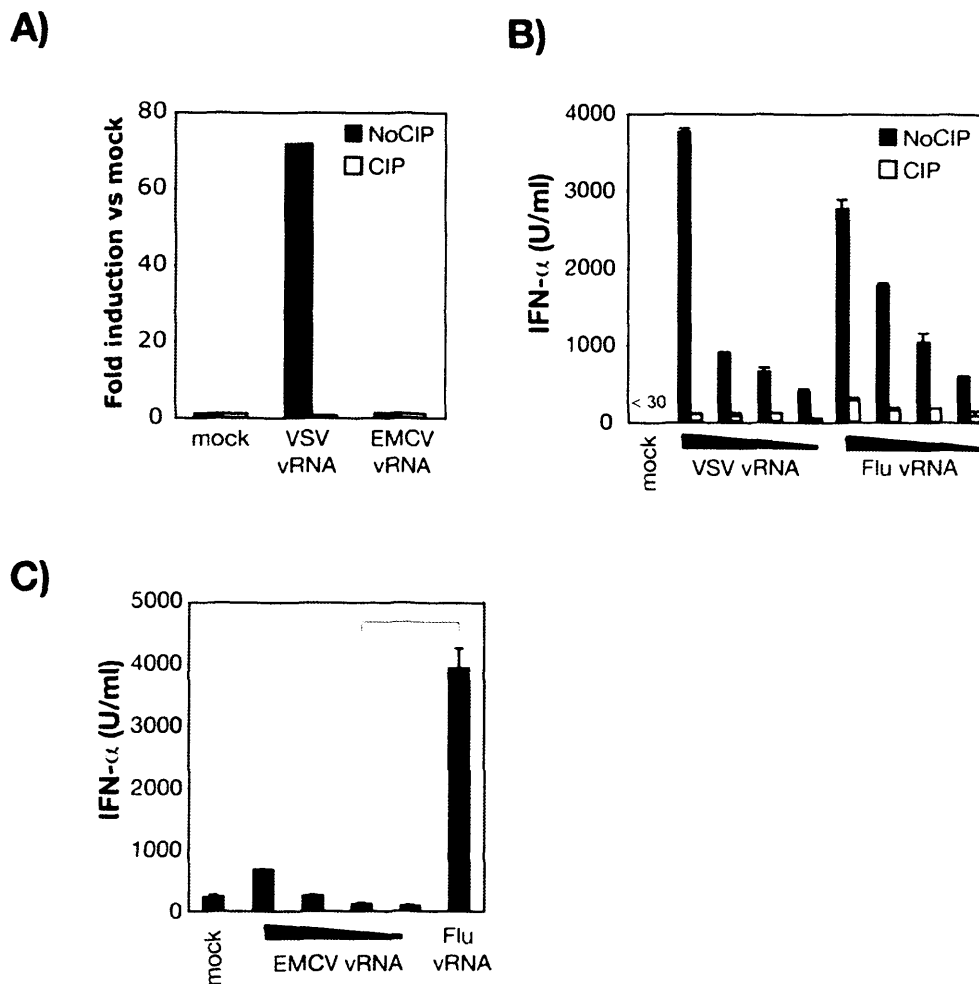 A)
Fold induction vs mock
80
60
40
20
0
NoCIP
CIP
mock
VSV
vRNA
EMCV
vRNA
B)
IFN-α (U/ml)
4000
3000
2000
1000
0
NoCIP
CIP
< 30
mock
VSV vRNA
Flu vRNA
C)
IFN-α (U/ml)
5000
4000
3000
2000
1000
0
mock
EMCV vRNA
Flu
vRNA